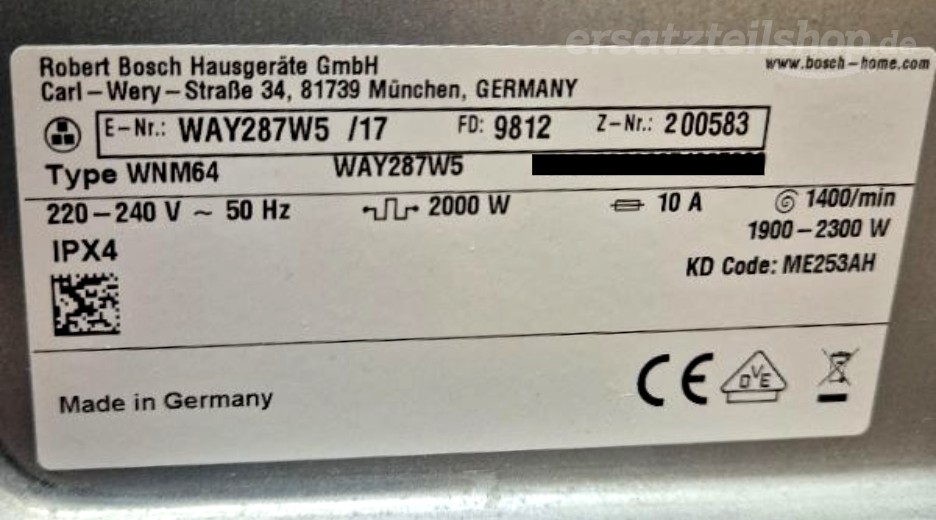 ersatzteilshop.de
Robert Bosch Hausgeräte GmbH
www.bosch-home.com
Carl-Wery-Straße 34, 81739 München, GERMANY
E-Nr.: WAY287W5 /17 FD: 9812 Z-Nr.: 200583
Type WNM64 WAY287W5
220-240 V ~ 50 Hz 2000 W 10 A 1400/min
1900-2300 W
IPX4
KD Code: ME253AH
Made in Germany
CE
DVE